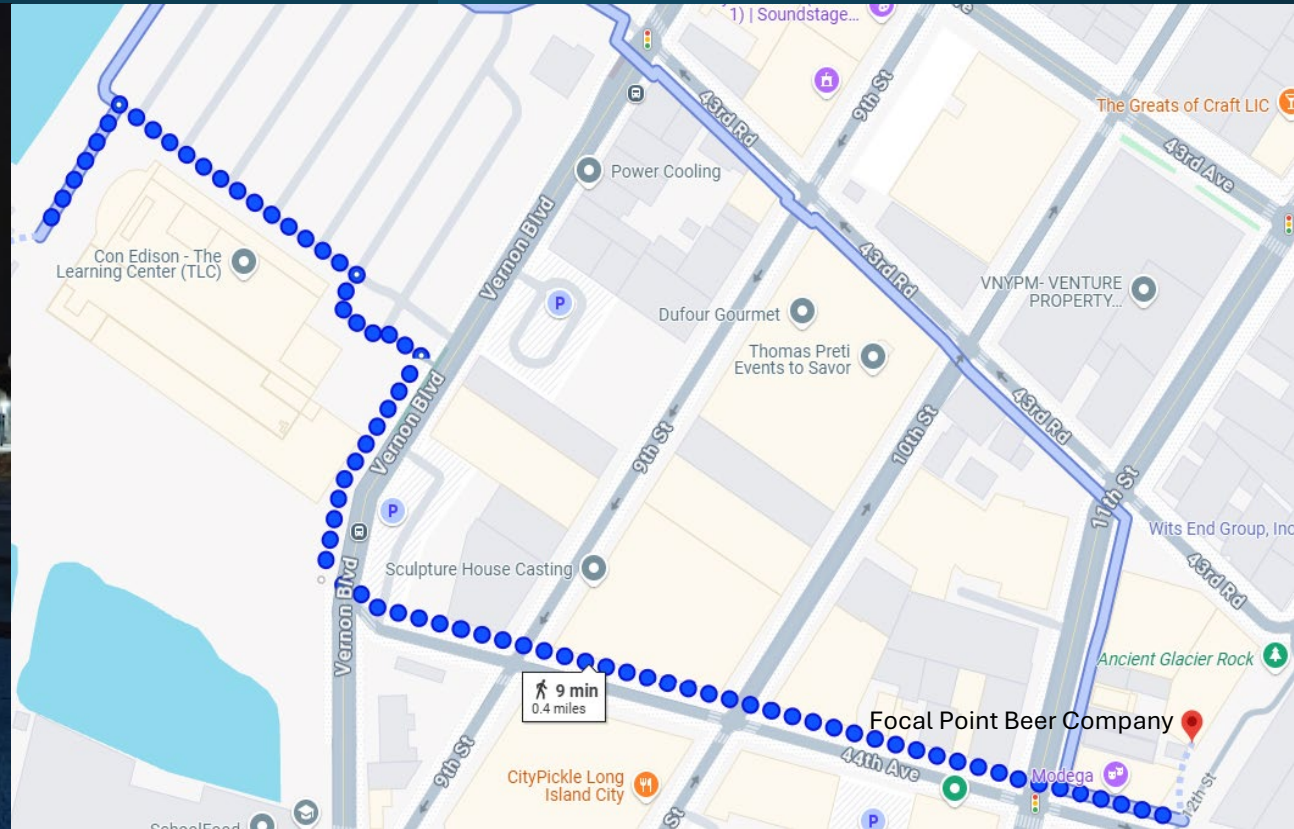 1) | Soundstage...
9th St
43rd Rd
The Greats of Craft LIC
43rd Ave
Power Cooling
Vernon Blvd
Con Edison - The
Learning Center (TLC)
P
43rd Rd
VNYPM- VENTURE
PROPERTY...
Dufour Gourmet
Thomas Preti
Events to Savor
Vernon Blvd
9th St
10th St
43rd Rd
11th St
P
Wits End Group, Inc
Sculpture House Casting
43rd Rd
Vernon Blvd
Ancient Glacier Rock
9 min
0.4 miles
Focal Point Beer Company
9th St
44th Ave
CityPickle Long
Island City
Modega
12th St
P
St
SchoolFood